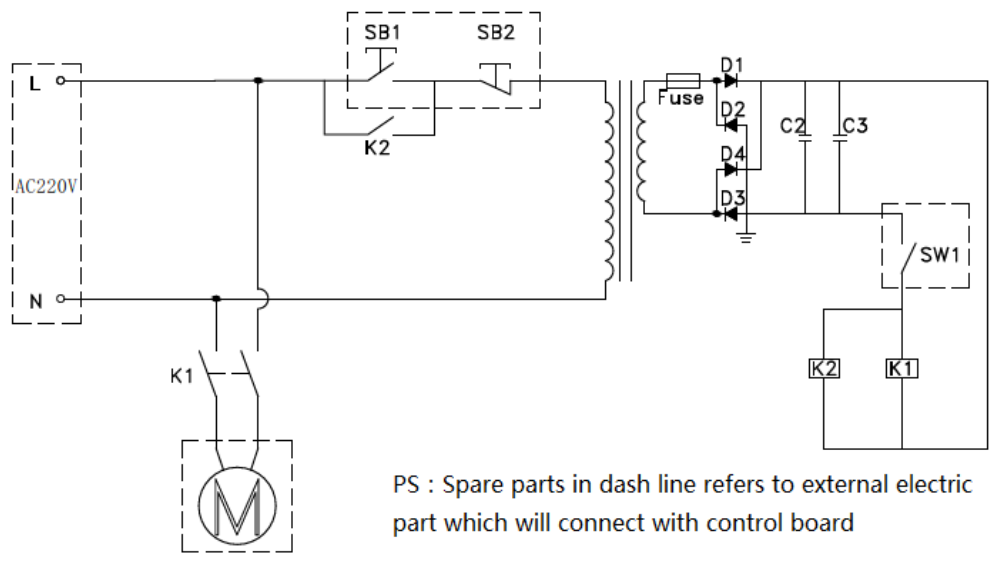 SB1 SB2
L
D1
Fuse
D2
C2 C3
K2
D4
AC220V
D3
SW1
N
K1
K2 K1
PS : Spare parts in dash line refers to external electric
part which will connect with control board
M